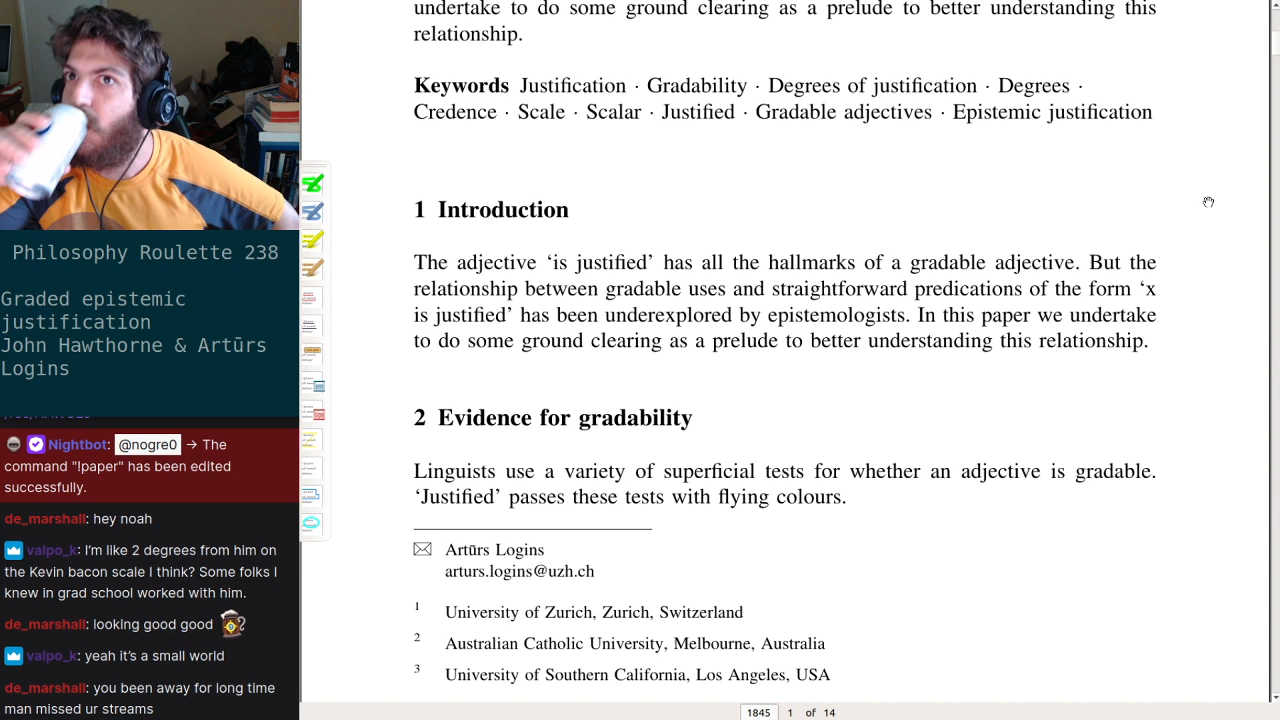 undertake to do some ground clearing as a prelude to better understanding this
relationship.
Keywords Justification · Gradability · Degrees of justification · Degrees ·
Credence · Scale · Scalar · Justified · Gradable adjectives · Epistemic justification
1 Introduction
The adjective ‘is justified’ has all the hallmarks of a gradable adjective. But the
relationship between gradable uses and straightforward predications of the form ‘x
is justified’ has been underexplored by epistemologists. In this paper we undertake
to do some ground clearing as a prelude to better understanding this relationship.
2 Evidence for gradability
Linguists use a variety of superficial tests for whether an adjective is gradable.
‘Justified’ passes these tests with flying colours.
Artūrs Logins
arturs.logins@uzh.ch
1 University of Zurich, Zurich, Switzerland
2 Australian Catholic University, Melbourne, Australia
3 University of Southern California, Los Angeles, USA
1845 1 of 14
Philosophy Roulette 238
Graded epistemic
justification
John Hawthorne & Artūrs
Logins
Nightbot: @nogre0 → The
command "!paper" has been edited
successfully.
de_marshall: hey noah
valpo_k: I’m like 2 degrees from him on
the Kevin bacon scale I think? Some folks I
knew in grad school worked with him.
de_marshall: looking good good
valpo_k: yeah it’s a small world
de_marshall: you been away for long time
man missed ur streams